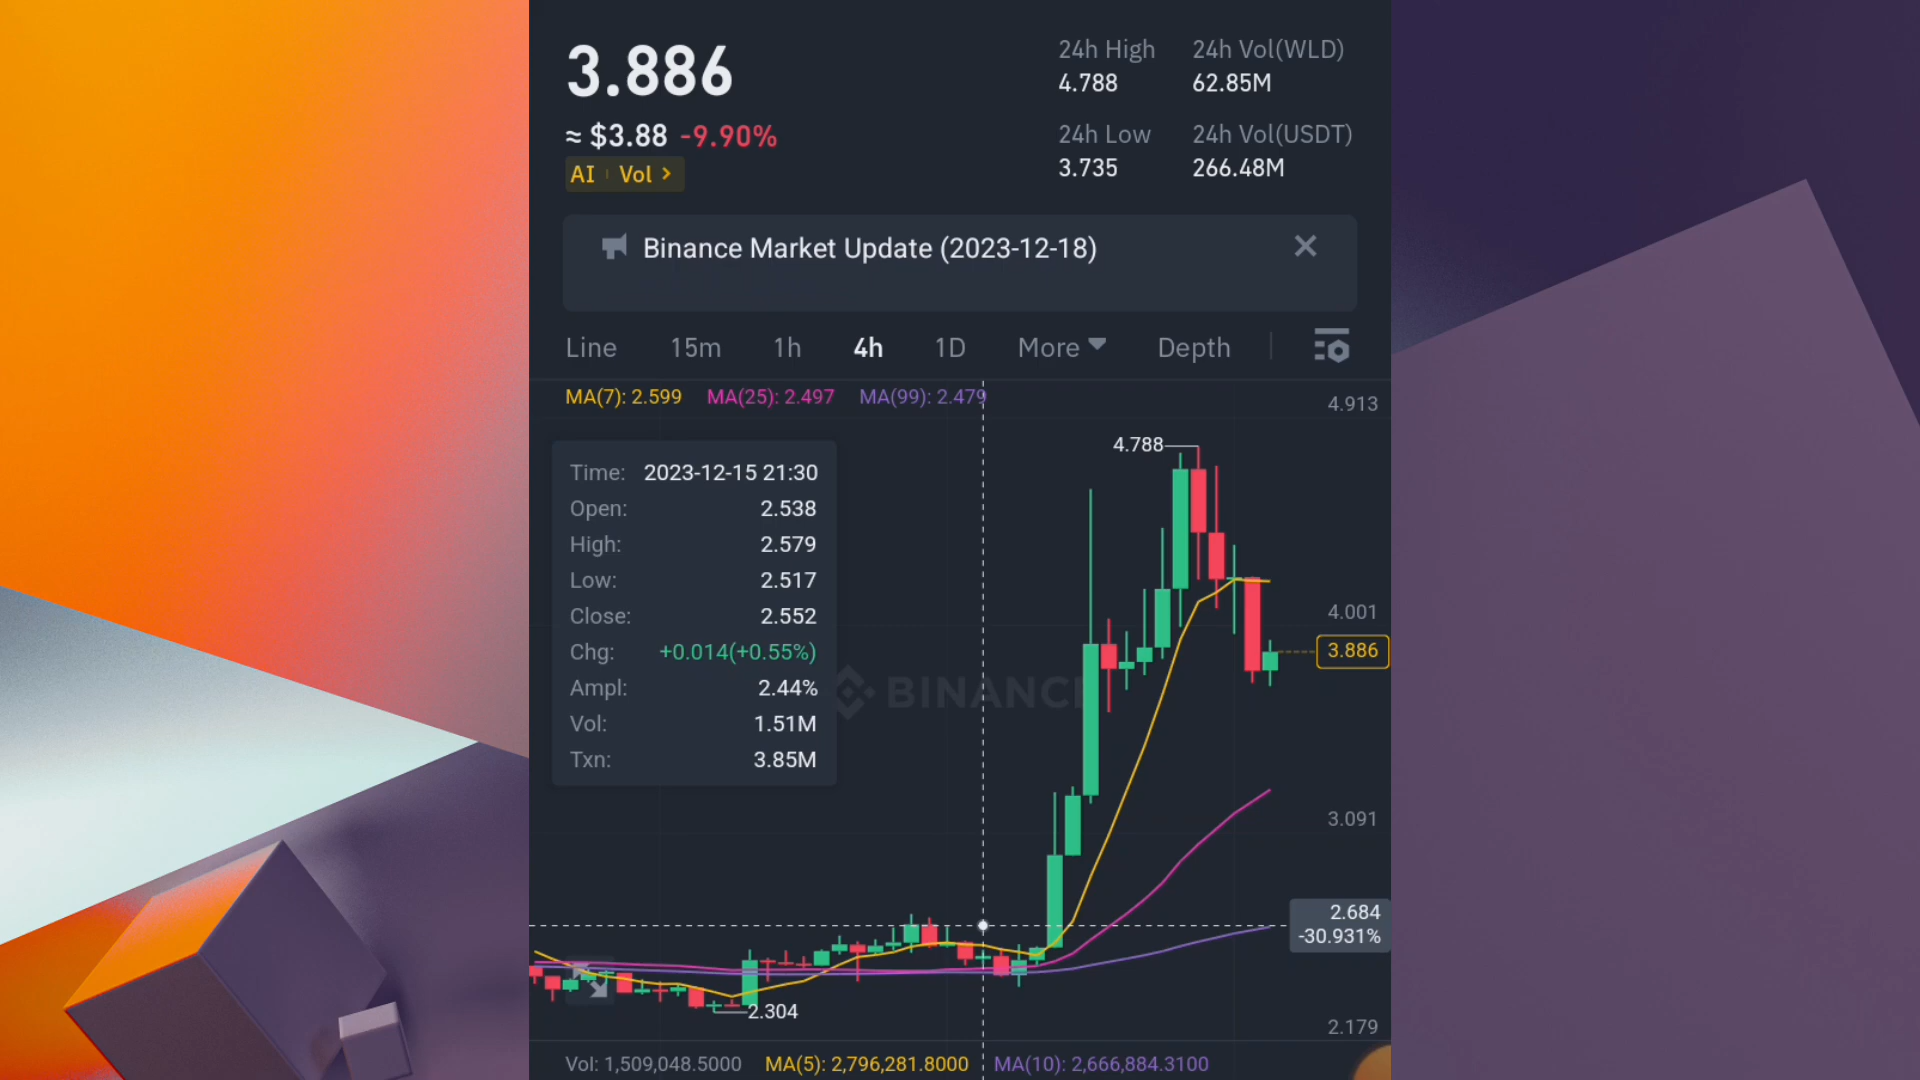 3.886
≈ $3.88 -9.90%
AI Vol >
24h High
4.788
24h Vol(WLD)
62.85M
24h Low
3.735
24h Vol(USDT)
266.48M
Binance Market Update (2023-12-18)
Line 15m 1h 4h 1D More Depth
MA(7): 2.599 MA(25): 2.497 MA(99): 2.479
4.913
4.788
Time: 2023-12-15 21:30
Open: 2.538
High: 2.579
Low: 2.517
Close: 2.552
Chg: +0.014(+0.55%)
Ampl: 2.44%
Vol: 1.51M
Txn: 3.85M
4.001
3.886
BINANCE
3.091
2.684
-30.931%
2.304
2.179
Vol: 1,509,048.5000 MA(5): 2,796,281.8000 MA(10): 2,666,884.3100